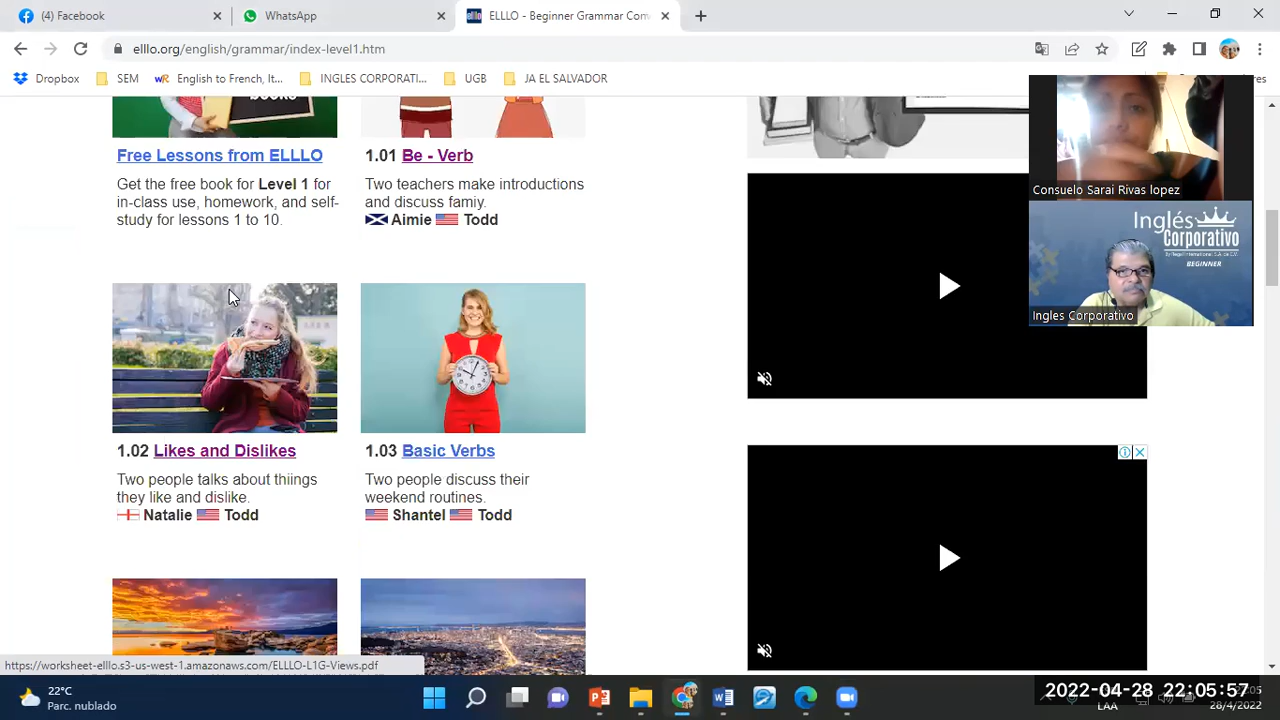 (4) Facebook
WhatsApp
ELLLO - Beginner Grammar Con
elllo.org/english/grammar/index-level1.htm
Dropbox
SEM
wR English to French, It...
INGLES CORPORATI...
UGB
JA EL SALVADOR
books
Free Lessons from ELLLO
Get the free book for Level 1 for
in-class use, homework, and self-
study for lessons 1 to 10.
1.01 Be - Verb
Two teachers make introductions
and discuss famiy.
Aimie Todd
1.02 Likes and Dislikes
Two people talks about thiings
they like and dislike.
Natalie Todd
1.03 Basic Verbs
Two people discuss their
weekend routines.
Shantel Todd
Consuelo Sarai Rivas lopez
Inglés
Corporativo
BEGINNER
Ingles Corporativo
https://worksheet-elllo.s3-us-west-1.amazonaws.com/ELLLO-L1G-Views.pdf
22°C
Parc. nublado
2022-04-28 22:05:57
LAA
28/4/2022